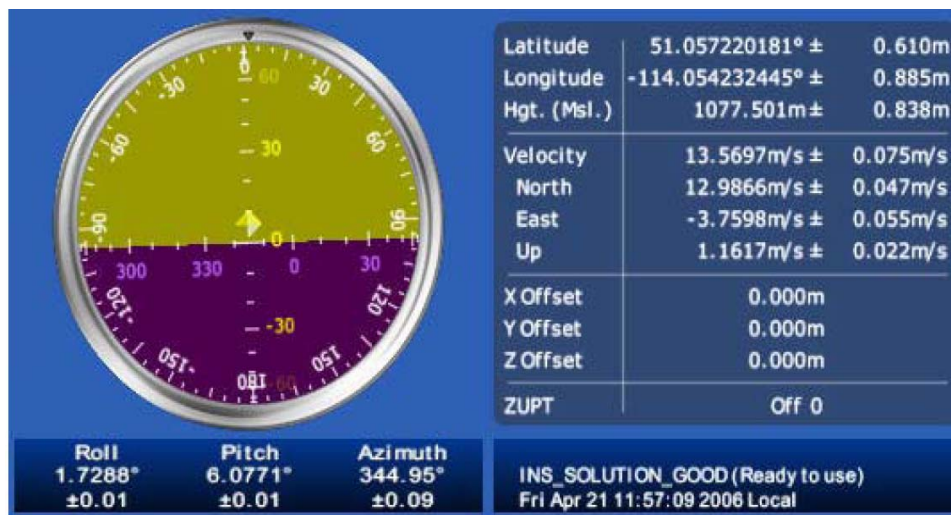 0
60
-30
30
-60
60
30
-90
90
0
300
330
0
30
-120
120
-30
-150
150
180
-60
Roll
Pitch
Azimuth
1.7288°
6.0771°
344.95°
±0.01
±0.01
±0.09
Latitude 51.057220181° ± 0.610m
Longitude -114.054232445° ± 0.885m
Hgt. (Msl.) 1077.501m ± 0.838m
Velocity 13.5697m/s ± 0.075m/s
North 12.9866m/s ± 0.047m/s
East -3.7598m/s ± 0.055m/s
Up 1.1617m/s ± 0.022m/s
X Offset 0.000m
Y Offset 0.000m
Z Offset 0.000m
ZUPT Off 0
INS_SOLUTION_GOOD (Ready to use)
Fri Apr 21 11:57:09 2006 Local